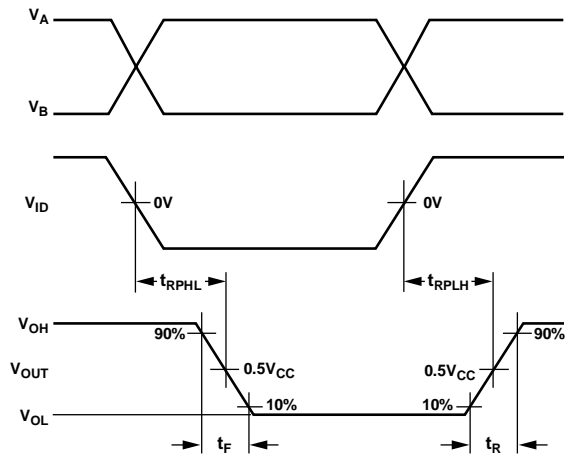 VA
VB
VID
0V
0V
tRPHL
tRPLH
VOH
90%
90%
VOUT
0.5VCC
0.5VCC
10%
10%
VOL
tF
tR